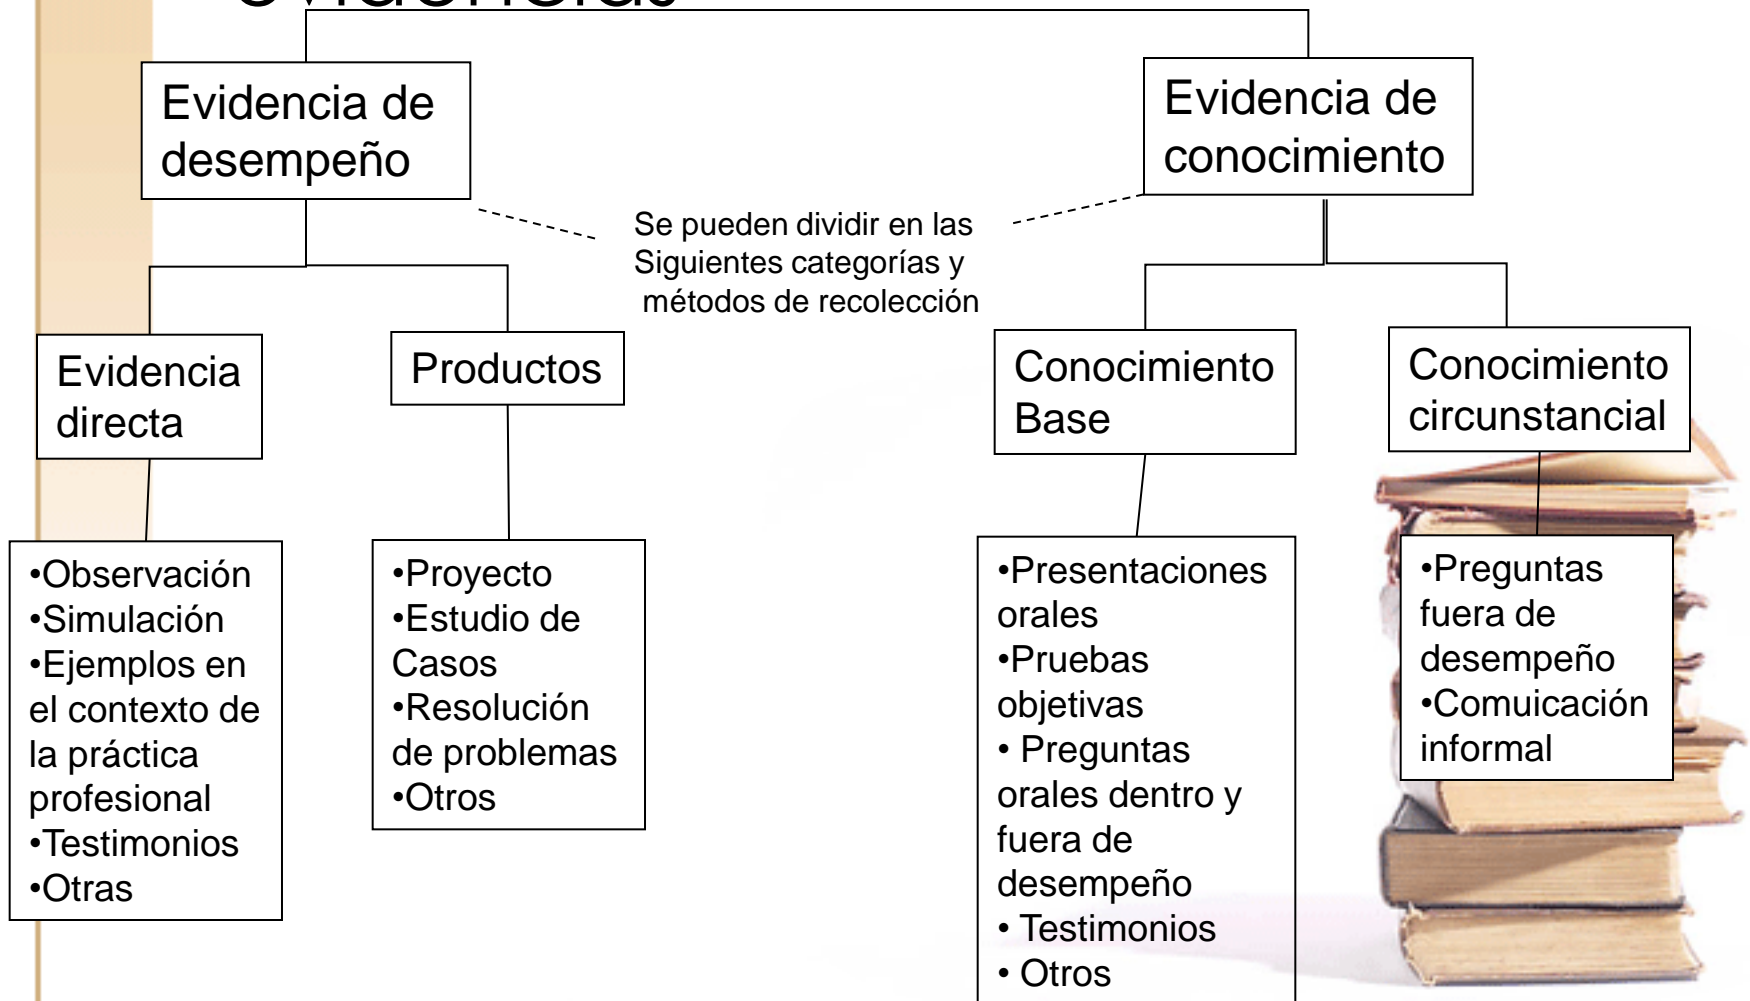 evidencias
Evidencia de
desempeño
Evidencia de
conocimiento
Se pueden dividir en las
Siguientes categorías y
métodos de recolección
Evidencia
directa
Productos
Conocimiento
Base
Conocimiento
circunstancial
•Observación
•Simulación
•Ejemplos en
el contexto de
la práctica
profesional
•Testimonios
•Otras
•Proyecto
•Estudio de
Casos
•Resolución
de problemas
•Otros
•Presentaciones
orales
•Pruebas
objetivas
• Preguntas
orales dentro y
fuera de
desempeño
• Testimonios
• Otros
•Preguntas
fuera de
desempeño
•Comuicación
informal